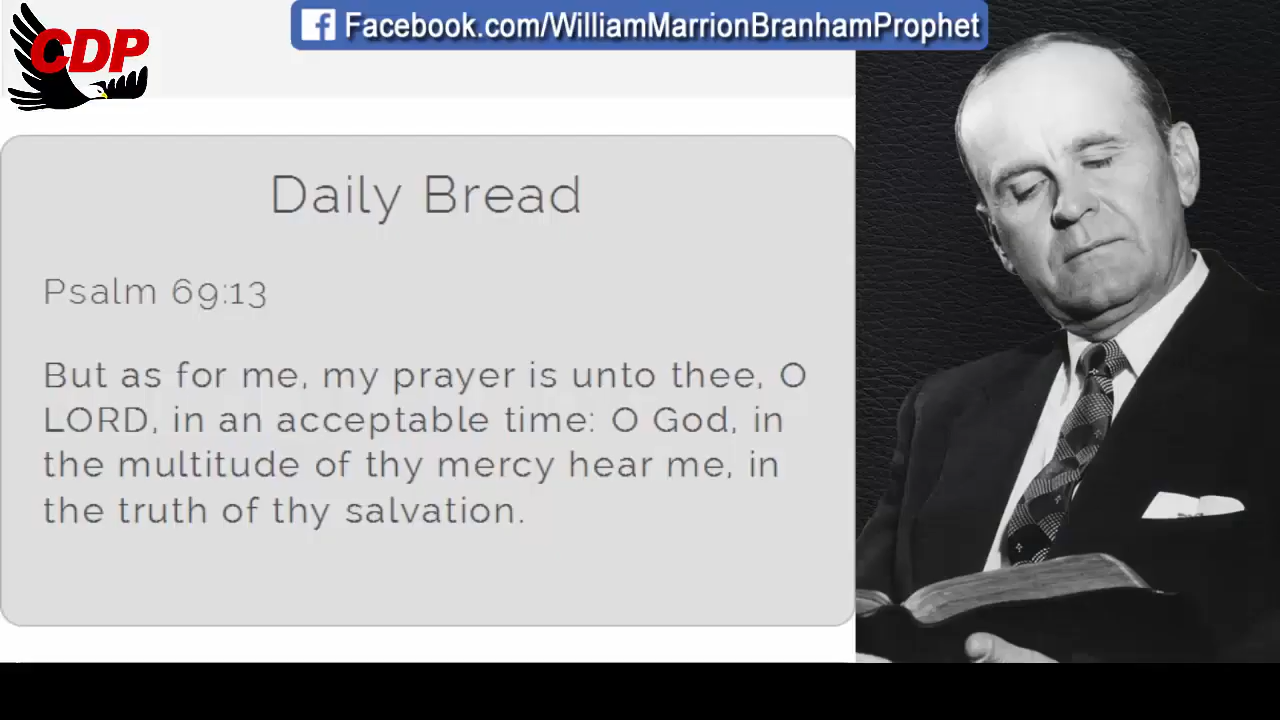 CDP
Facebook.com/WilliamMarrionBranhamProphet
Daily Bread
Psalm 69:13
But as for me, my prayer is unto thee, O
LORD, in an acceptable time: O God, in
the multitude of thy mercy hear me, in
the truth of thy salvation.